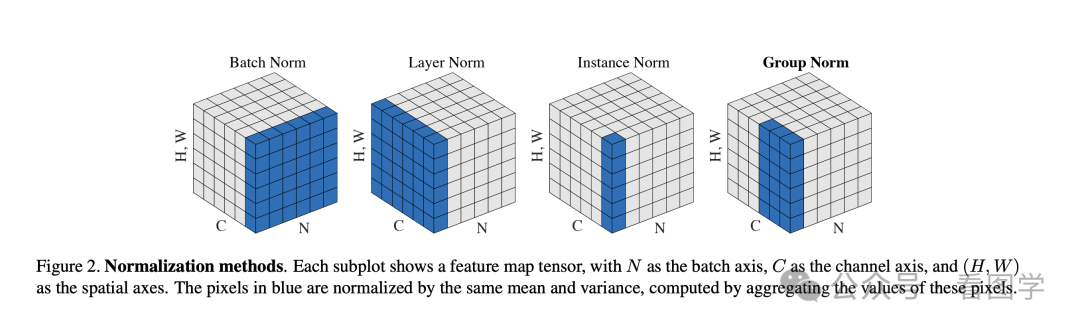 Batch Norm
Layer Norm
Instance Norm
Group Norm
H, W
C
N
H, W
C
N
H, W
C
N
H, W
C
N
Figure 2. Normalization methods. Each subplot shows a feature map tensor, with N as the batch axis, C as the channel axis, and (H, W)
as the spatial axes. The pixels in blue are normalized by the same mean and variance, computed by aggregating the values of these pixels.
公众号 看图学